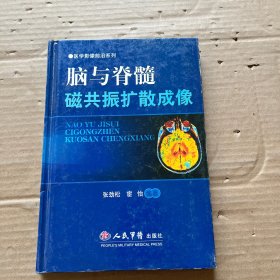 医学影像前沿系列
脑与脊髓
磁共振扩散成像
NAO YU JISUI
CIGONGZHEN
KUOSAN CHENGXIANG
张劲松 宦怡
人民军医出版社
PEOPLE'S MILITARY MEDICAL PRESS